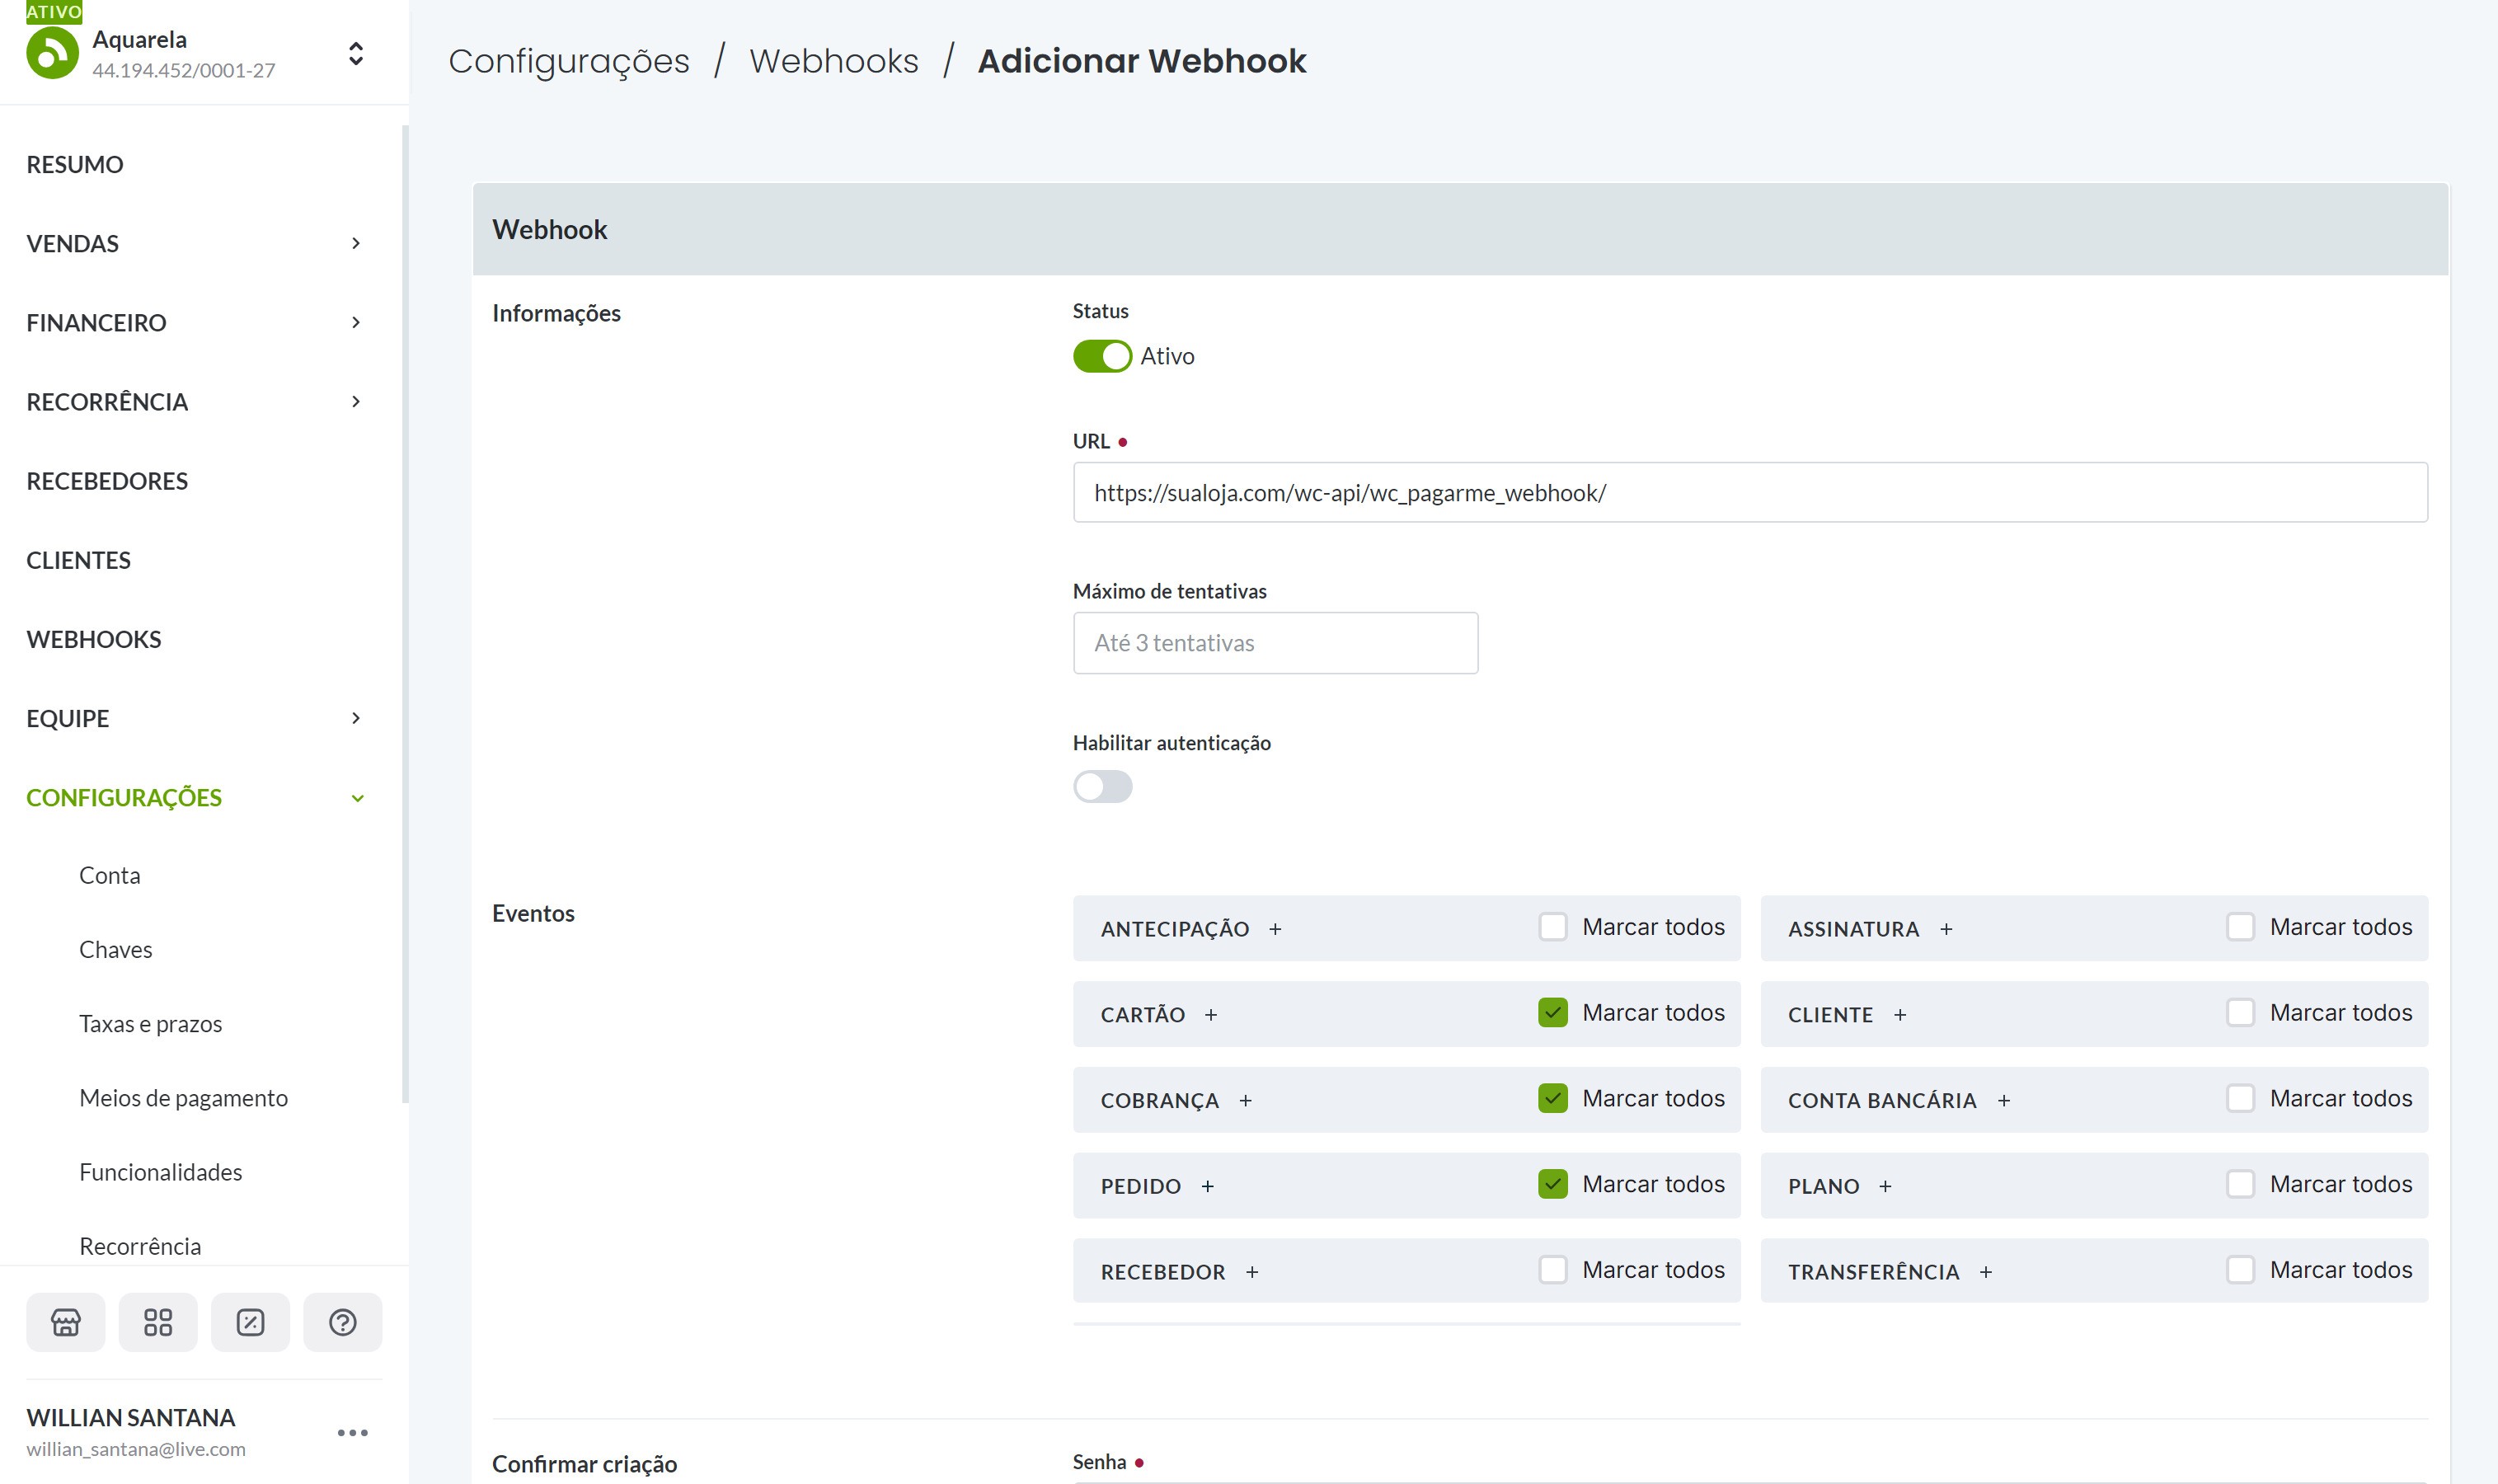 ATIVO
Aquarela
44.194.452/0001-27
RESUMO
VENDAS
FINANCEIRO
RECORRÊNCIA
RECEBEDORES
CLIENTES
WEBHOOKS
EQUIPE
CONFIGURAÇÕES
Conta
Chaves
Taxas e prazos
Meios de pagamento
Funcionalidades
Recorrência
WILLIAN SANTANA
willian_santana@live.com
Configurações / Webhooks / Adicionar Webhook
Webhook
Informações
Status
Ativo
URL
https://sualoja.com/wc-api/wc_pagarme_webhook/
Máximo de tentativas
Até 3 tentativas
Habilitar autenticação
Eventos
ANTECIPAÇÃO + Marcar todos
ASSINATURA + Marcar todos
CARTÃO + Marcar todos
CLIENTE + Marcar todos
COBRANÇA + Marcar todos
CONTA BANCÁRIA + Marcar todos
PEDIDO + Marcar todos
PLANO + Marcar todos
RECEBEDOR + Marcar todos
TRANSFERÊNCIA + Marcar todos
Confirmar criação
Senha